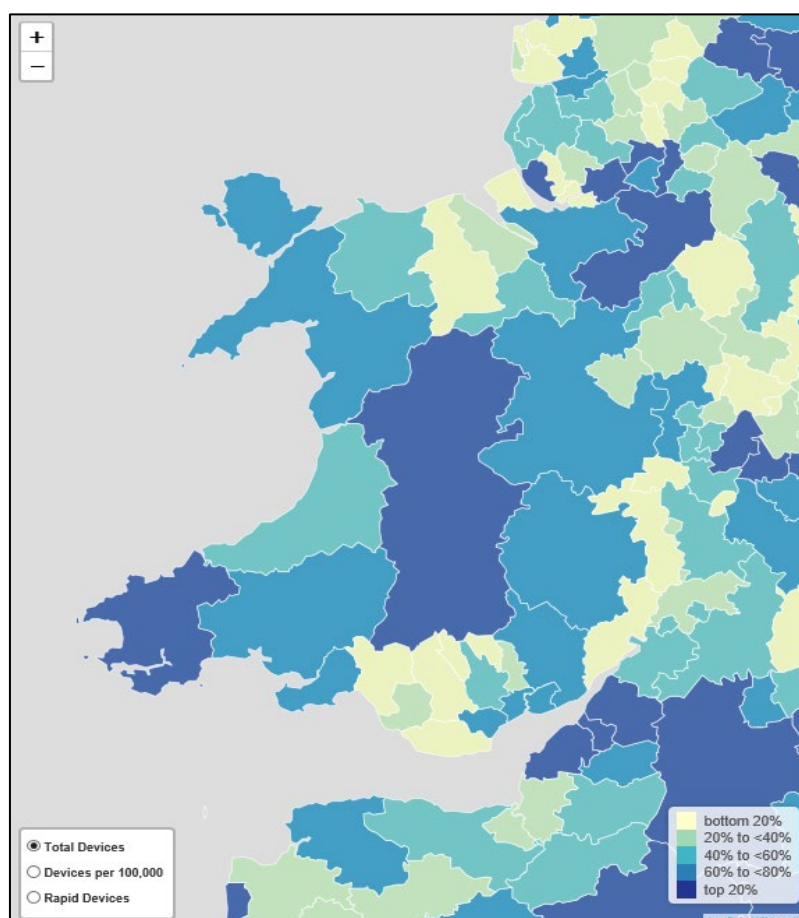 +
−
Total Devices
Devices per 100,000
Rapid Devices
bottom 20%
20% to <40%
40% to <60%
60% to <80%
top 20%